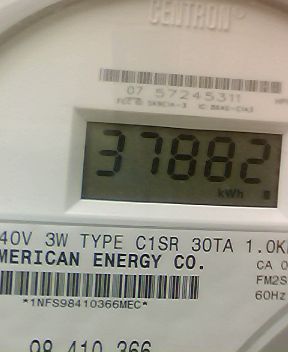 CENTRON®
07 57245311
37882
kWh
40V 3W TYPE C1SR 30TA 1.0K
MERICAN ENERGY CO.
CA 0
FM2S
60Hz
*1NFS98410366MEC*
98 410 366